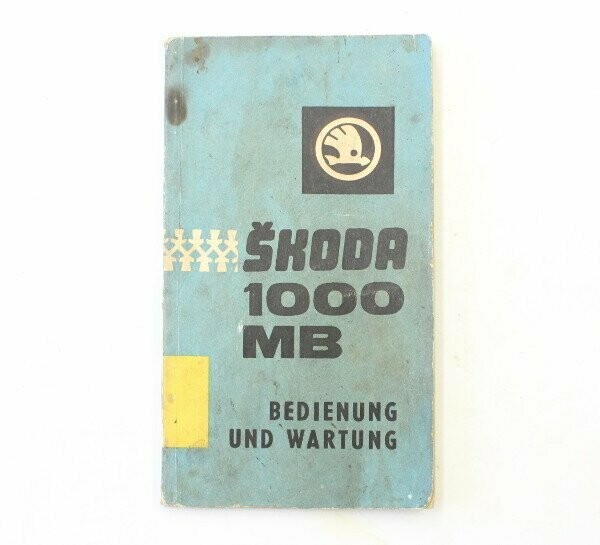 ŠKODA
1000
MB
BEDIENUNG
UND WARTUNG